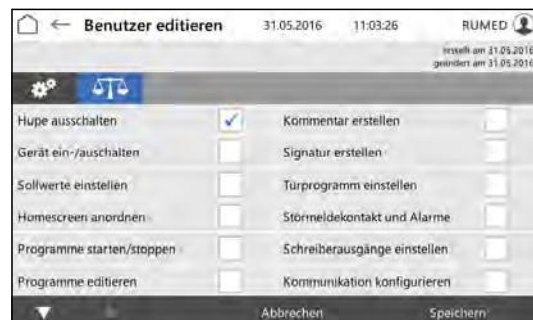 Benutzer editieren 31.05.2016 11:03:26 RUMED
erstellt am 31.05.2016
geändert am 31.05.2016
Hupe ausschalten Kommentar erstellen
Gerät ein-/auschalten Signatur erstellen
Sollwerte einstellen Türprogramm einstellen
Homescreen anordnen Störmeldekontakt und Alarme
Programme starten/stoppen Schreiberausgänge einstellen
Programme editieren Kommunikation konfigurieren
Abbrechen Speichern